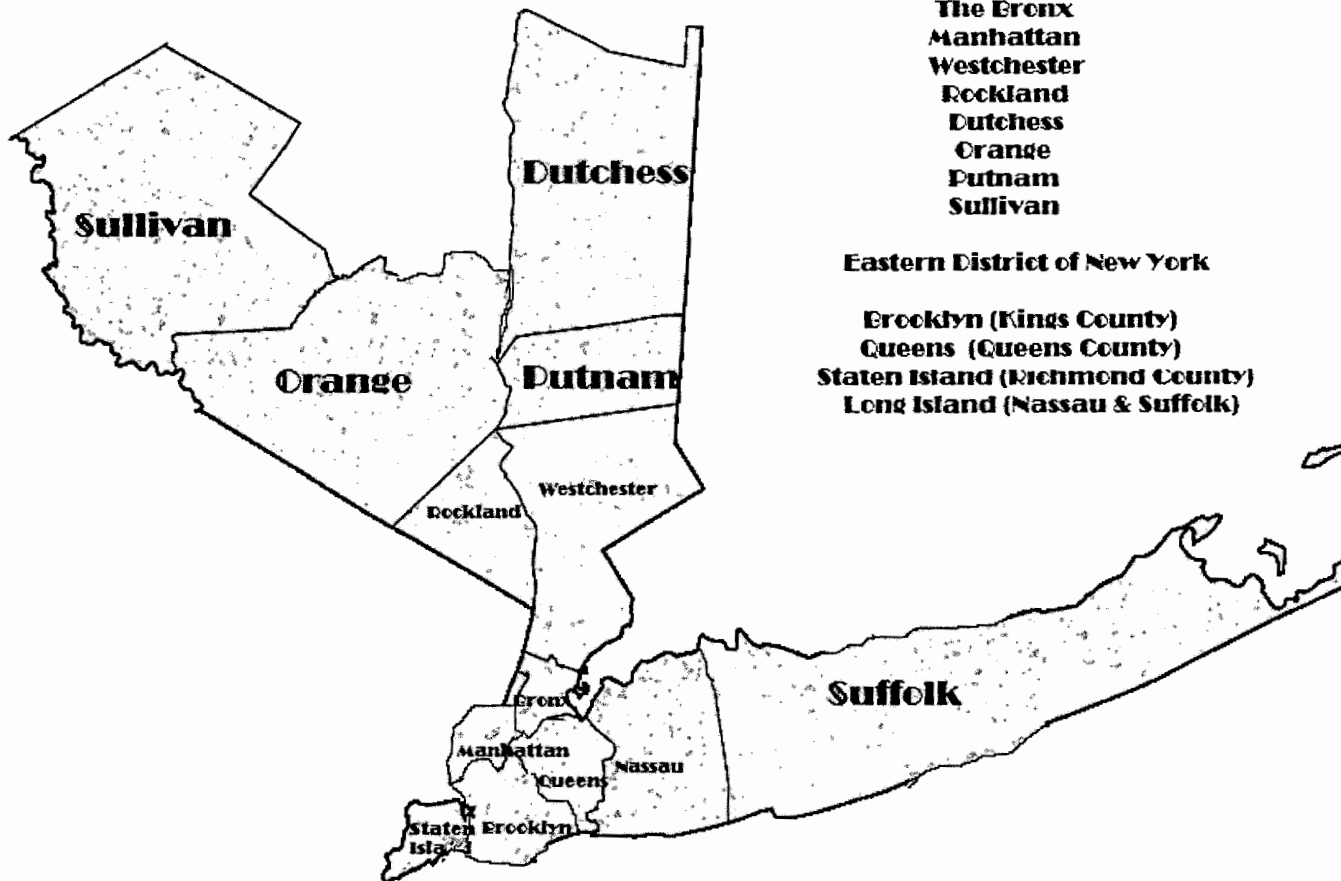 The Bronx
Manhattan
Westchester
Rockland
Dutchess
Orange
Putnam
Sullivan
Eastern District of New York
Brooklyn (Kings County)
Queens (Queens County)
Staten Island (Richmond County)
Long Island (Nassau & Suffolk)
Dutchess
Sullivan
Orange
Putnam
Westchester
Rockland
Suffolk
Bronx
Manhattan
Nassau
Queens
Staten
Brooklyn